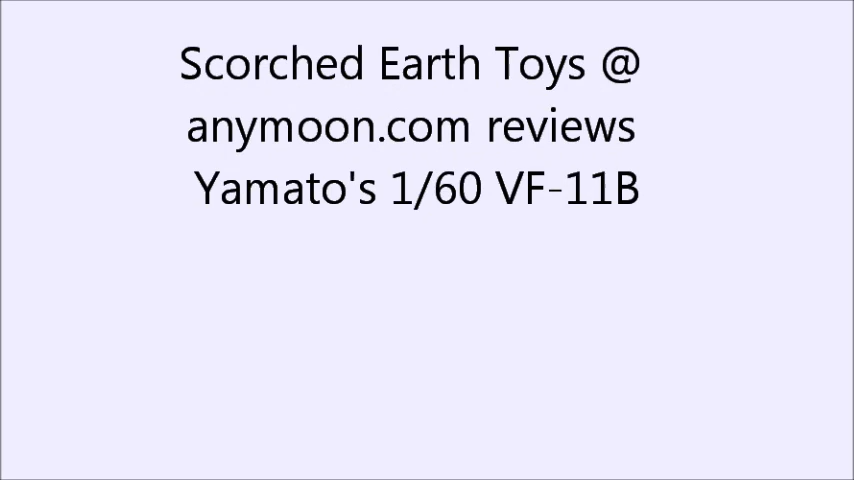 Scorched Earth Toys @
anymoon.com reviews
Yamato's 1/60 VF-11B